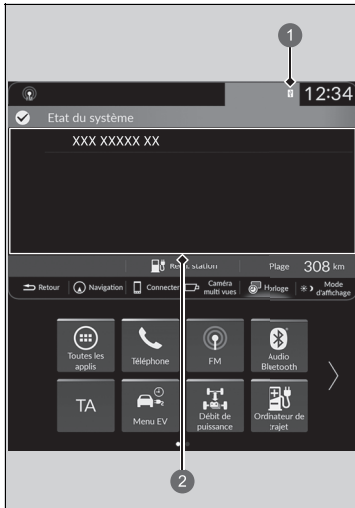 1
12:34
Etat du système
XXX XXXXX XX
station
Plage 308 km
Retour
Navigation
Connecter
Caméra
multi vues
Horloge
Mode
d'affichage
Toutes les
applis
Téléphone
FM
Audio
Bluetooth
TA
Menu EV
Débit de
puissance
Ordinateur de
trajet
2